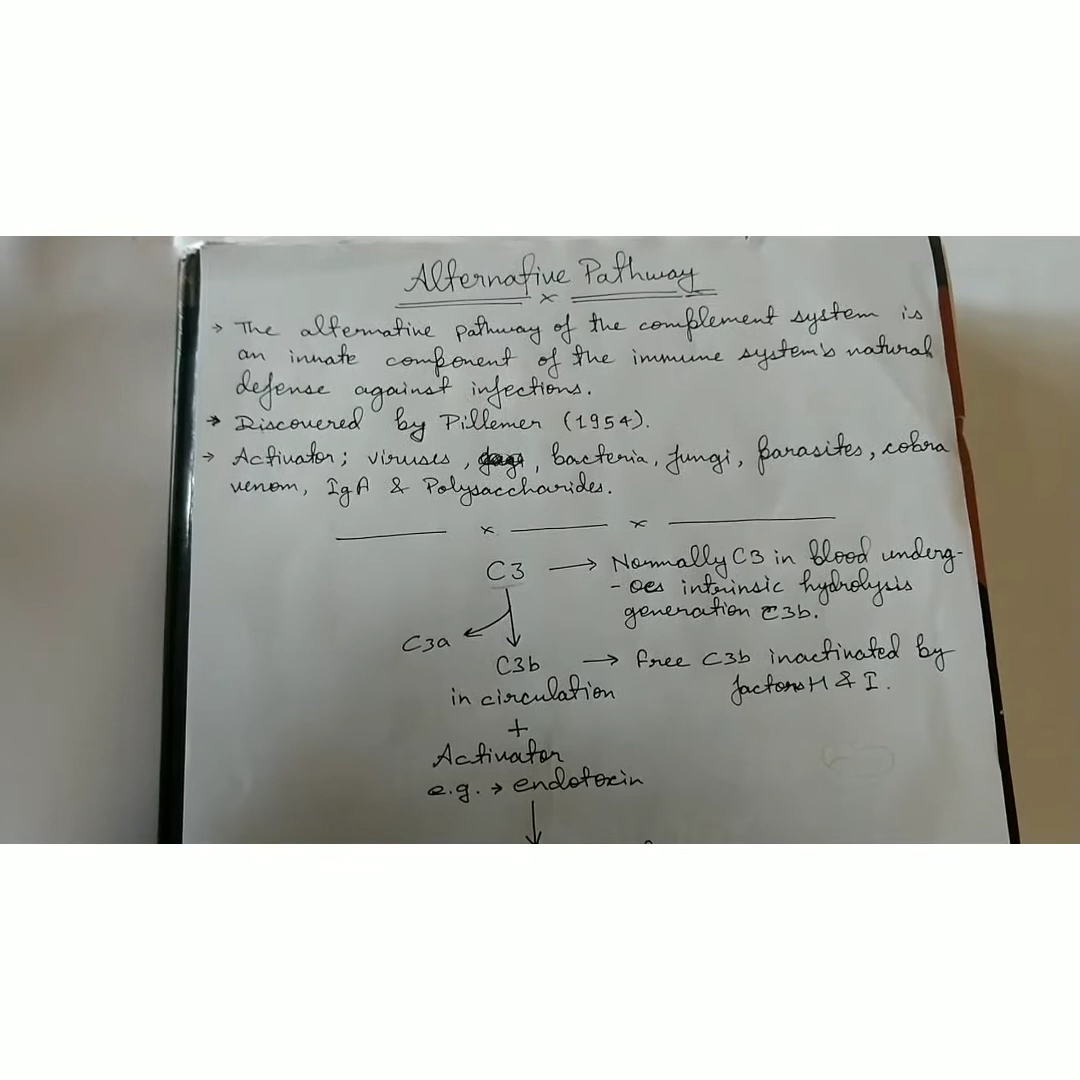 Alternative Pathway
x
→ The alternative pathway of the complement system is
an innate component of the immune system's natural
defense against infections.
→ Discovered by Pillemer (1954).
→ Activator; viruses, , bacteria, fungi, parasites, cobra
venom, IgA & Polysaccharides.
x x
C3 → Normally C3 in blood underg-
- oes intrinsic hydrolysis
generation C3b.
C3a
C3b → free C3b inactivated by
in circulation factors H & I.
+
Activator
e.g. → endotoxin